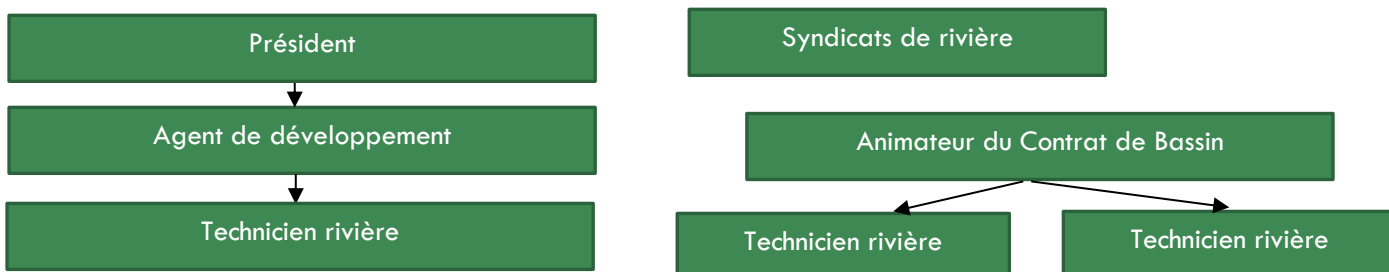 Président
Agent de développement
Technicien rivière
Syndicats de rivière
Animateur du Contrat de Bassin
Technicien rivière
Technicien rivière